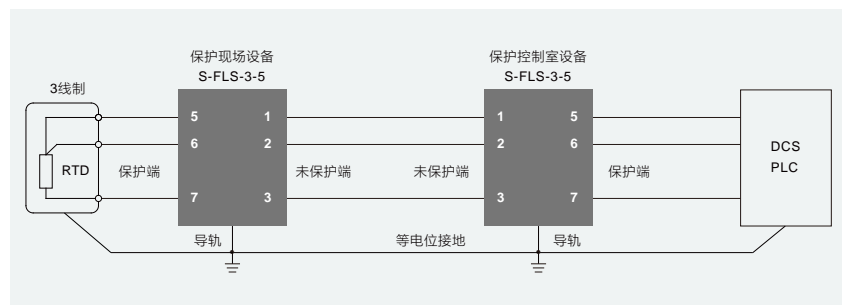 保护现场设备
S-FLS-3-5
保护控制室设备
S-FLS-3-5
3线制
5 1
6 2
7 3
1 5
2 6
3 7
RTD
保护端
未保护端
未保护端
保护端
DCS
PLC
导轨
等电位接地
导轨